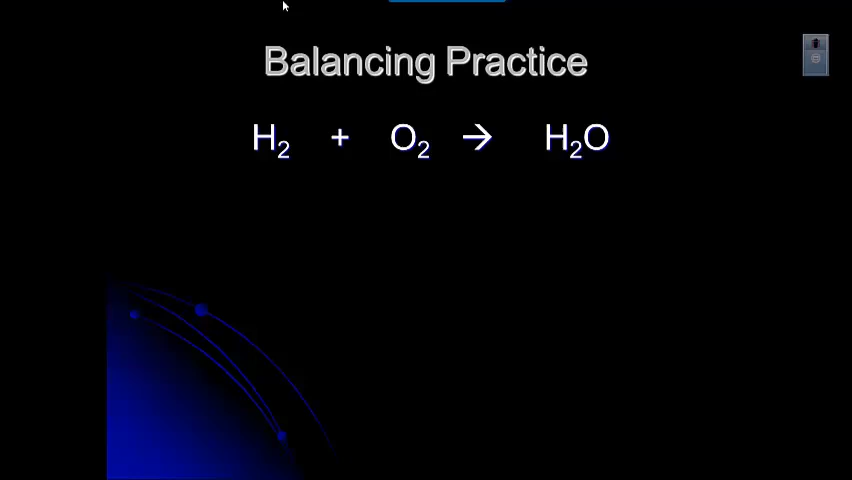 Balancing Practice
H₂ + O₂ → H₂O